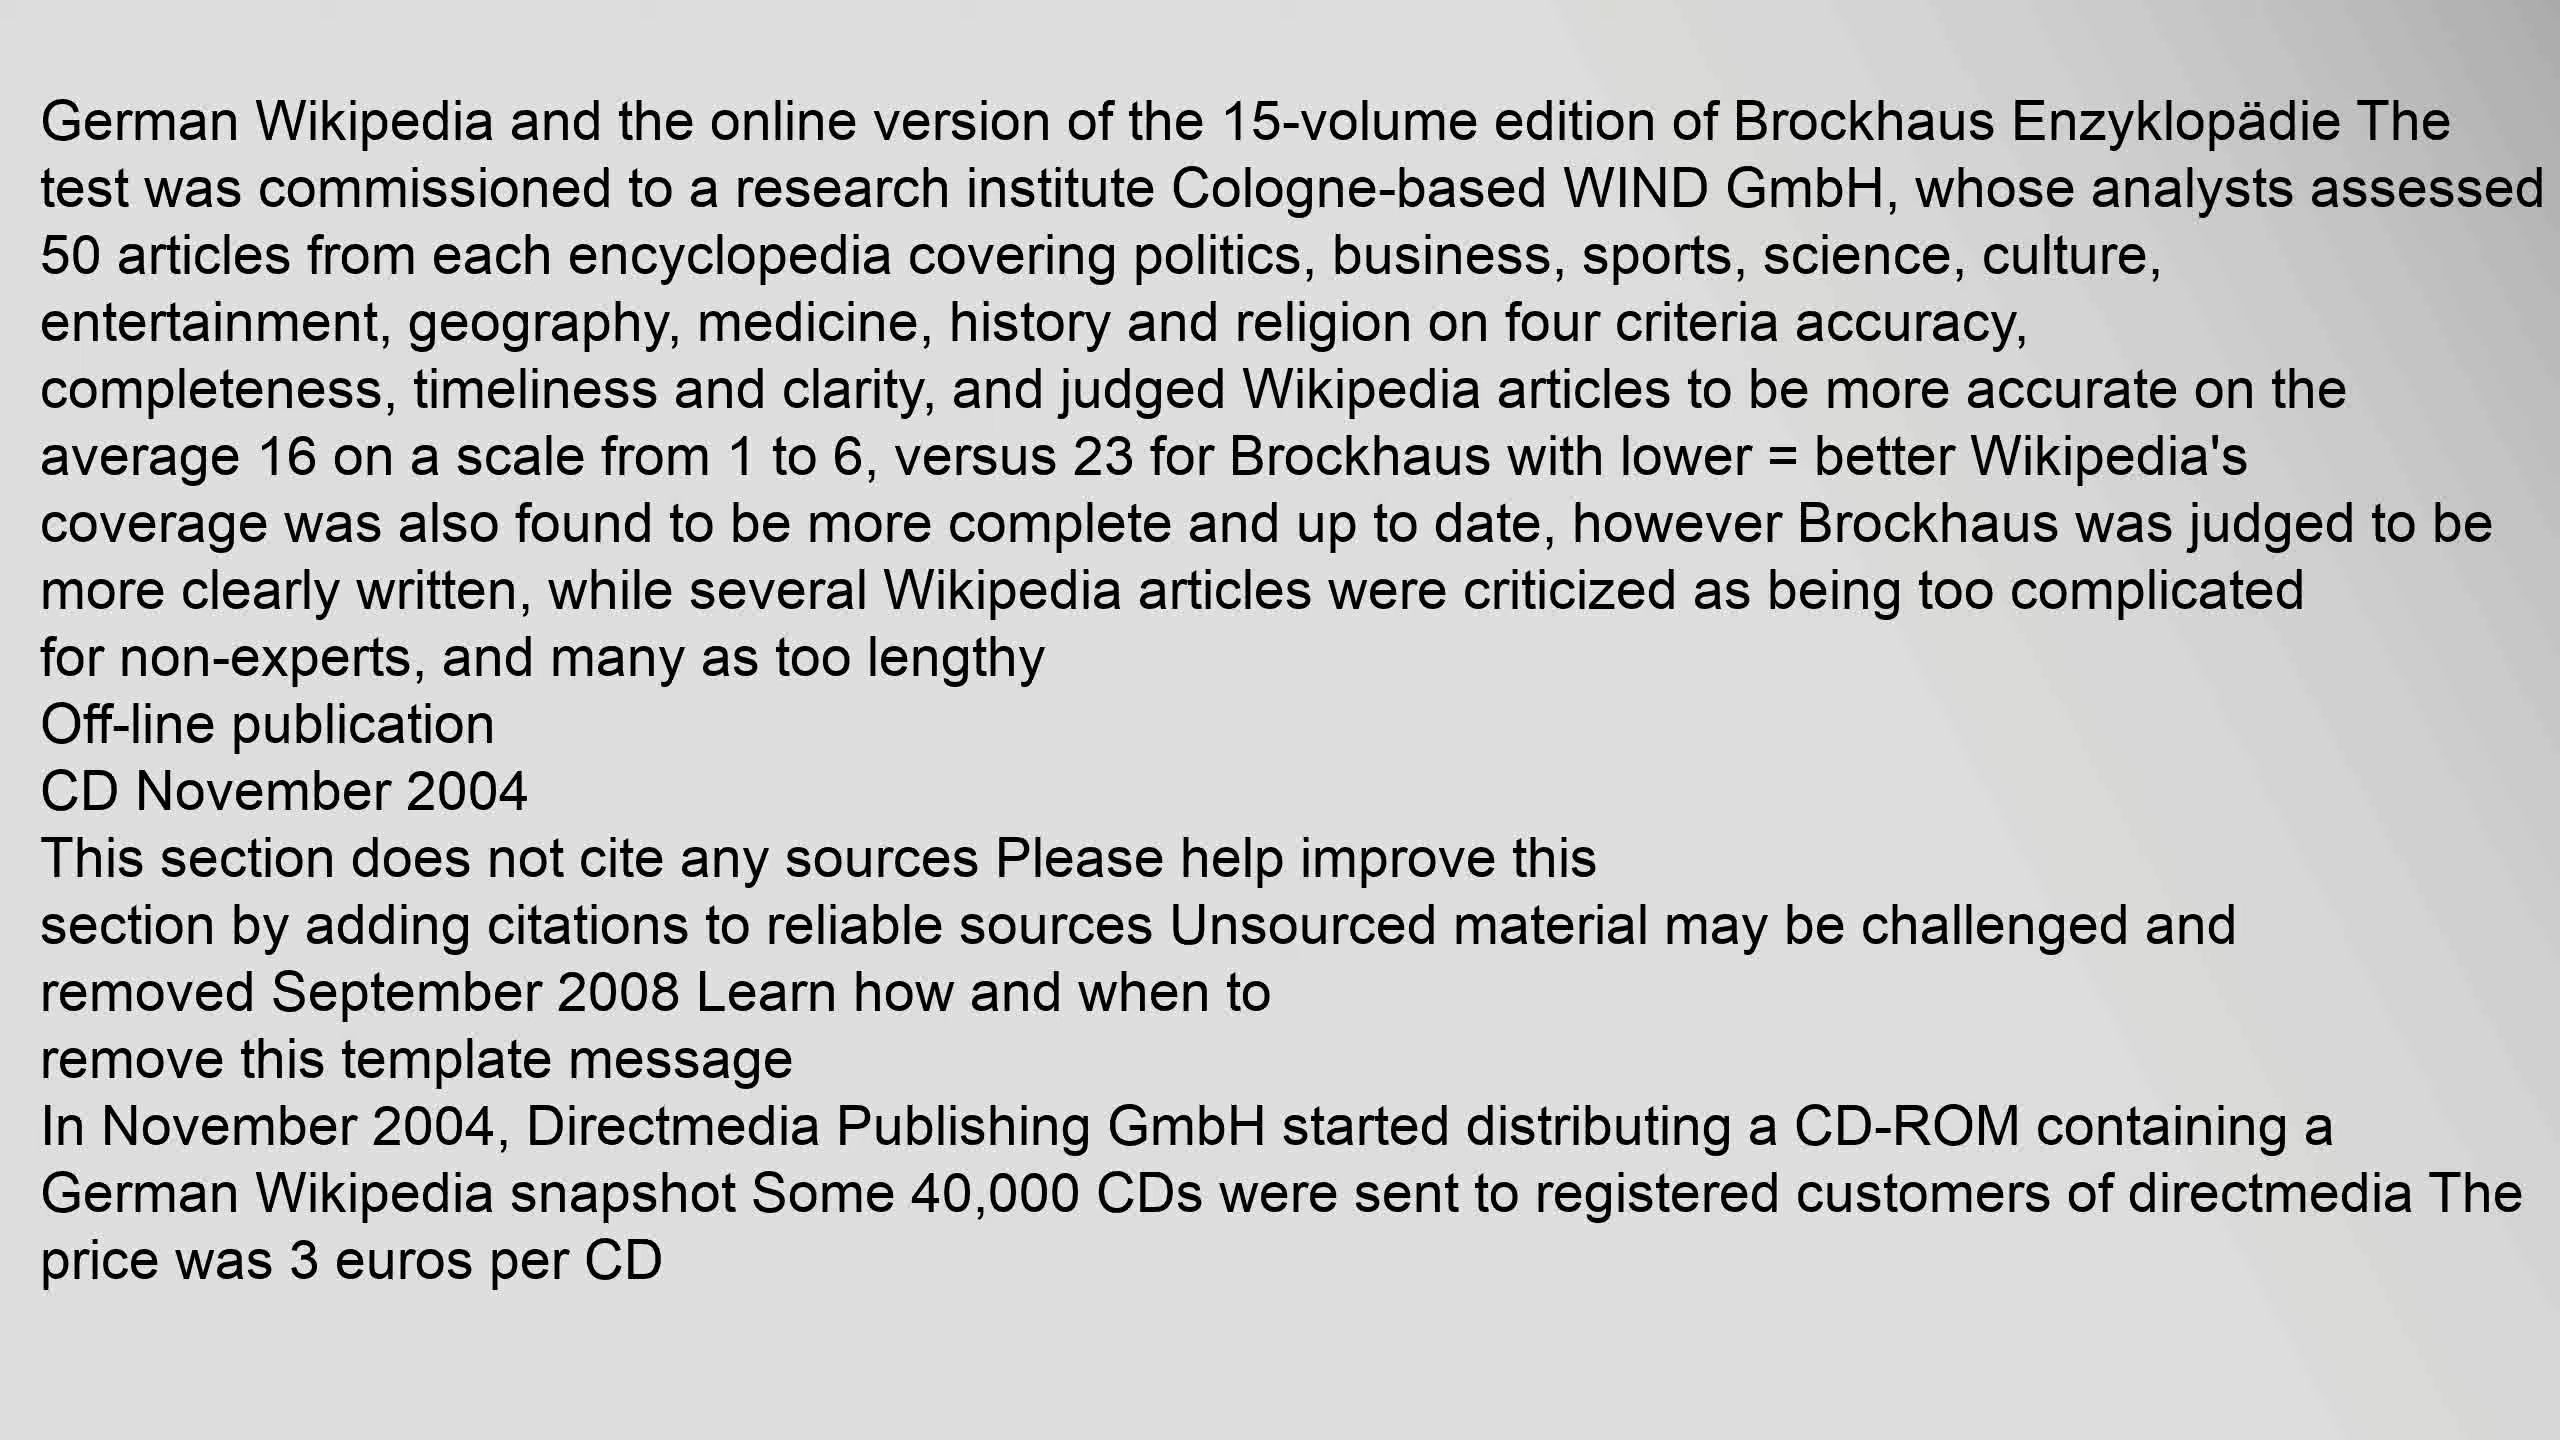 German Wikipedia and the online version of the 15-volume edition of Brockhaus Enzyklopädie The
test was commissioned to a research institute Cologne-based WIND GmbH, whose analysts assessed
50 articles from each encyclopedia covering politics, business, sports, science, culture,
entertainment, geography, medicine, history and religion on four criteria accuracy,
completeness, timeliness and clarity, and judged Wikipedia articles to be more accurate on the
average 16 on a scale from 1 to 6, versus 23 for Brockhaus with lower = better Wikipedia's
coverage was also found to be more complete and up to date, however Brockhaus was judged to be
more clearly written, while several Wikipedia articles were criticized as being too complicated
for non-experts, and many as too lengthy
Off-line publication
CD November 2004
This section does not cite any sources Please help improve this
section by adding citations to reliable sources Unsourced material may be challenged and
removed September 2008 Learn how and when to
remove this template message
In November 2004, Directmedia Publishing GmbH started distributing a CD-ROM containing a
German Wikipedia snapshot Some 40,000 CDs were sent to registered customers of directmedia The
price was 3 euros per CD